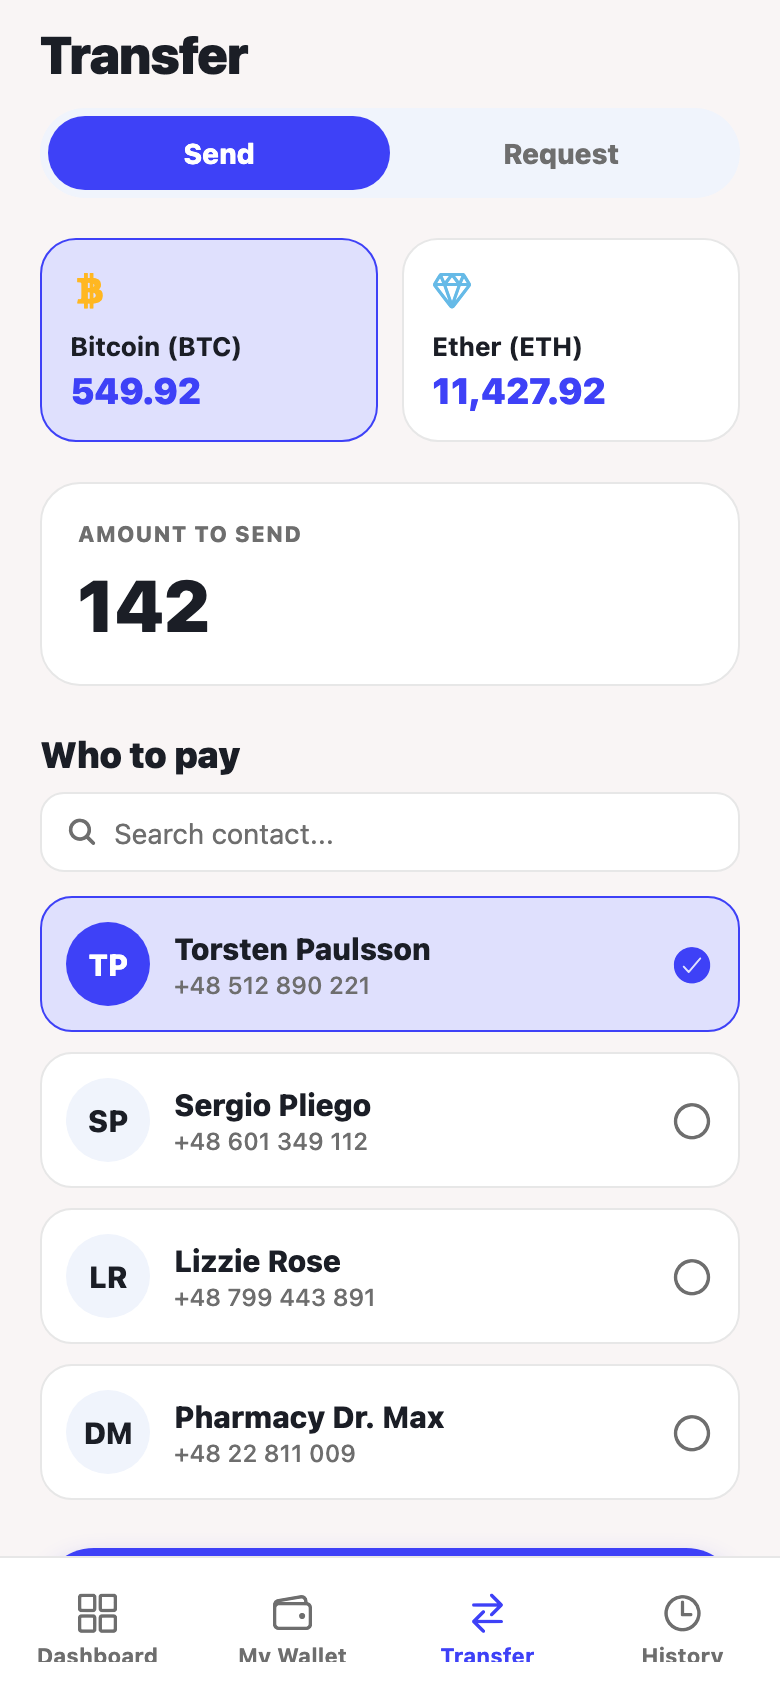 Transfer
Send
Request
Bitcoin (BTC)
549.92
Ether (ETH)
11,427.92
AMOUNT TO SEND
142
Who to pay
Search contact...
TP
Torsten Paulsson
+48 512 890 221
SP
Sergio Pliego
+48 601 349 112
LR
Lizzie Rose
+48 799 443 891
DM
Pharmacy Dr. Max
+48 22 811 009
Dashboard
My Wallet
Transfer
History